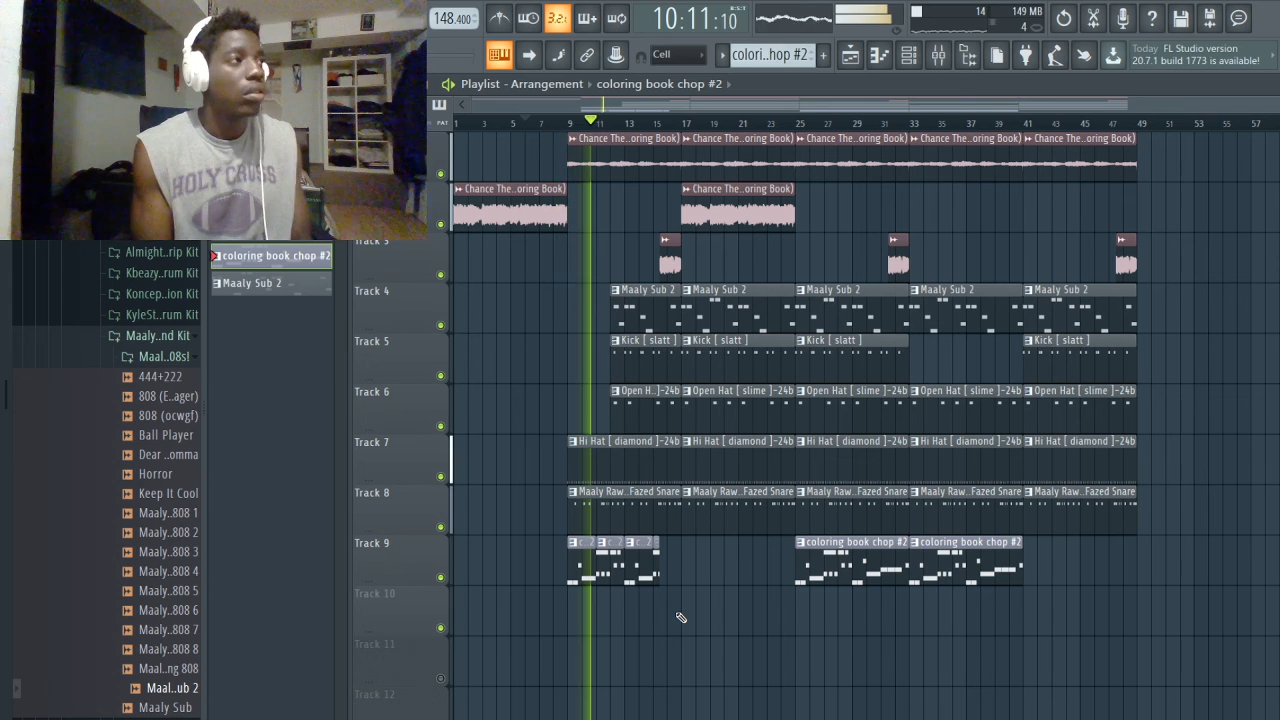 148.400
3.2.
10:11:10
B:S:T
14
149 MB
4
Cell
colori..hop #2
Today FL Studio version
20.7.1 build 1773 is available!
Playlist - Arrangement coloring book chop #2
PAT
1 3 5 7 9 11 13 15 17 19 21 23 25 27 29 31 33 35 37 39 41 43 45 47 49 51 53 55 57
HOLY CROSS
Chance The..oring Book) Chance The..oring Book) Chance The..oring Book) Chance The..oring Book) Chance The..oring Book)
Chance The..oring Book) Chance The..oring Book)
Track 4
Maaly Sub 2 Maaly Sub 2 Maaly Sub 2 Maaly Sub 2 Maaly Sub 2
Track 5
Kick [ slatt ] Kick [ slatt ] Kick [ slatt ] Kick [ slatt ]
Track 6
Open H..]-24b Open Hat [ slime ]-24b Open Hat [ slime ]-24b Open Hat [ slime ]-24b Open Hat [ slime ]-24b
Track 7
Hi Hat [ diamond ]-24b Hi Hat [ diamond ]-24b Hi Hat [ diamond ]-24b Hi Hat [ diamond ]-24b Hi Hat [ diamond ]-24b
Track 8
Maaly Raw..Fazed Snare Maaly Raw..Fazed Snare Maaly Raw..Fazed Snare Maaly Raw..Fazed Snare Maaly Raw..Fazed Snare
Track 9
c..2 c..2 c..2 coloring book chop #2 coloring book chop #2
Track 10
Track 11
Track 12
coloring book chop #2
Maaly Sub 2
Almight..rip Kit
Kbeazy..rum Kit
Koncep..ion Kit
KyleSt..rum Kit
Maaly..nd Kit
Maal..08s!
444+222
808 (E..ager)
808 (ocwgf)
Ball Player
Dear ..omma
Horror
Keep It Cool
Maaly..808 1
Maaly..808 2
Maaly..808 3
Maaly..808 4
Maaly..808 5
Maaly..808 6
Maaly..808 7
Maaly..808 8
Maal..ng 808
Maal..ub 2
Maaly Sub